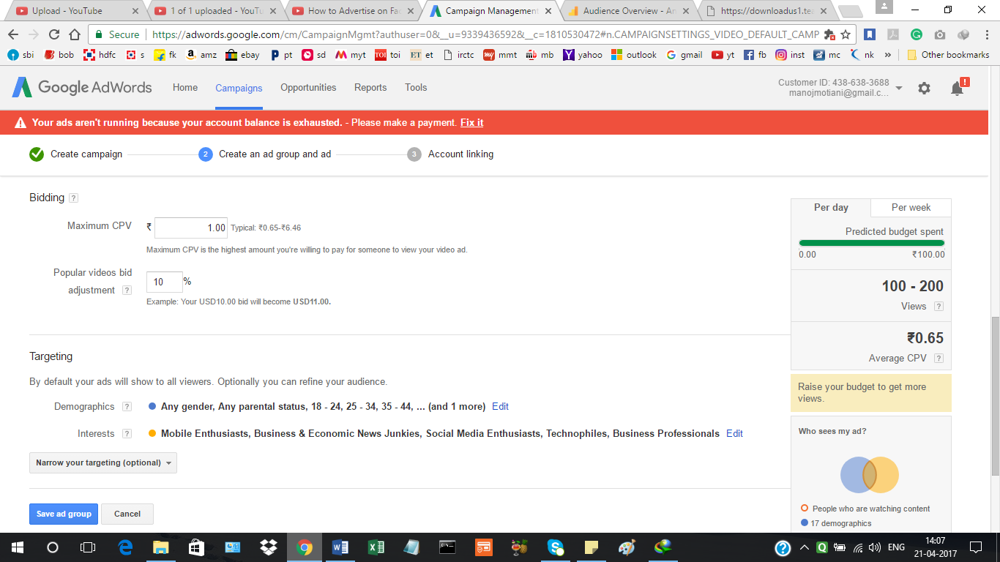 Upload - YouTube
1 of 1 uploaded - YouTu
How to Advertise on Fac
Campaign Management
Audience Overview - An
https://downloadus1.tea
Secure https://adwords.google.com/cm/CampaignMgmt?authuser=0&__u=9339436592&__c=1810530472#n.CAMPAIGNSETTINGS_VIDEO_DEFAULT_CAMP
sbi bob hdfc s fk amz ebay pt sd myt toi et irctc mmt mb yahoo outlook gmail yt fb inst mc nk » Other bookmarks
Google AdWords Home Campaigns Opportunities Reports Tools
Customer ID: 438-638-3688
manojmotiani@gmail.c...
Your ads aren't running because your account balance is exhausted. - Please make a payment. Fix it
Create campaign 2 Create an ad group and ad 3 Account linking
Bidding ?
Maximum CPV ₹ 1.00 Typical: ₹0.65-₹6.46
Maximum CPV is the highest amount you're willing to pay for someone to view your video ad.
Popular videos bid
adjustment ? 10 %
Example: Your USD10.00 bid will become USD11.00.
Targeting
By default your ads will show to all viewers. Optionally you can refine your audience.
Demographics ? Any gender, Any parental status, 18 - 24, 25 - 34, 35 - 44, ... (and 1 more) Edit
Interests ? Mobile Enthusiasts, Business & Economic News Junkies, Social Media Enthusiasts, Technophiles, Business Professionals Edit
Narrow your targeting (optional)
Save ad group Cancel
Per day Per week
Predicted budget spent
0.00 ₹100.00
100 - 200
Views ?
₹0.65
Average CPV ?
Raise your budget to get more
views.
Who sees my ad?
People who are watching content
17 demographics
ENG
14:07
21-04-2017